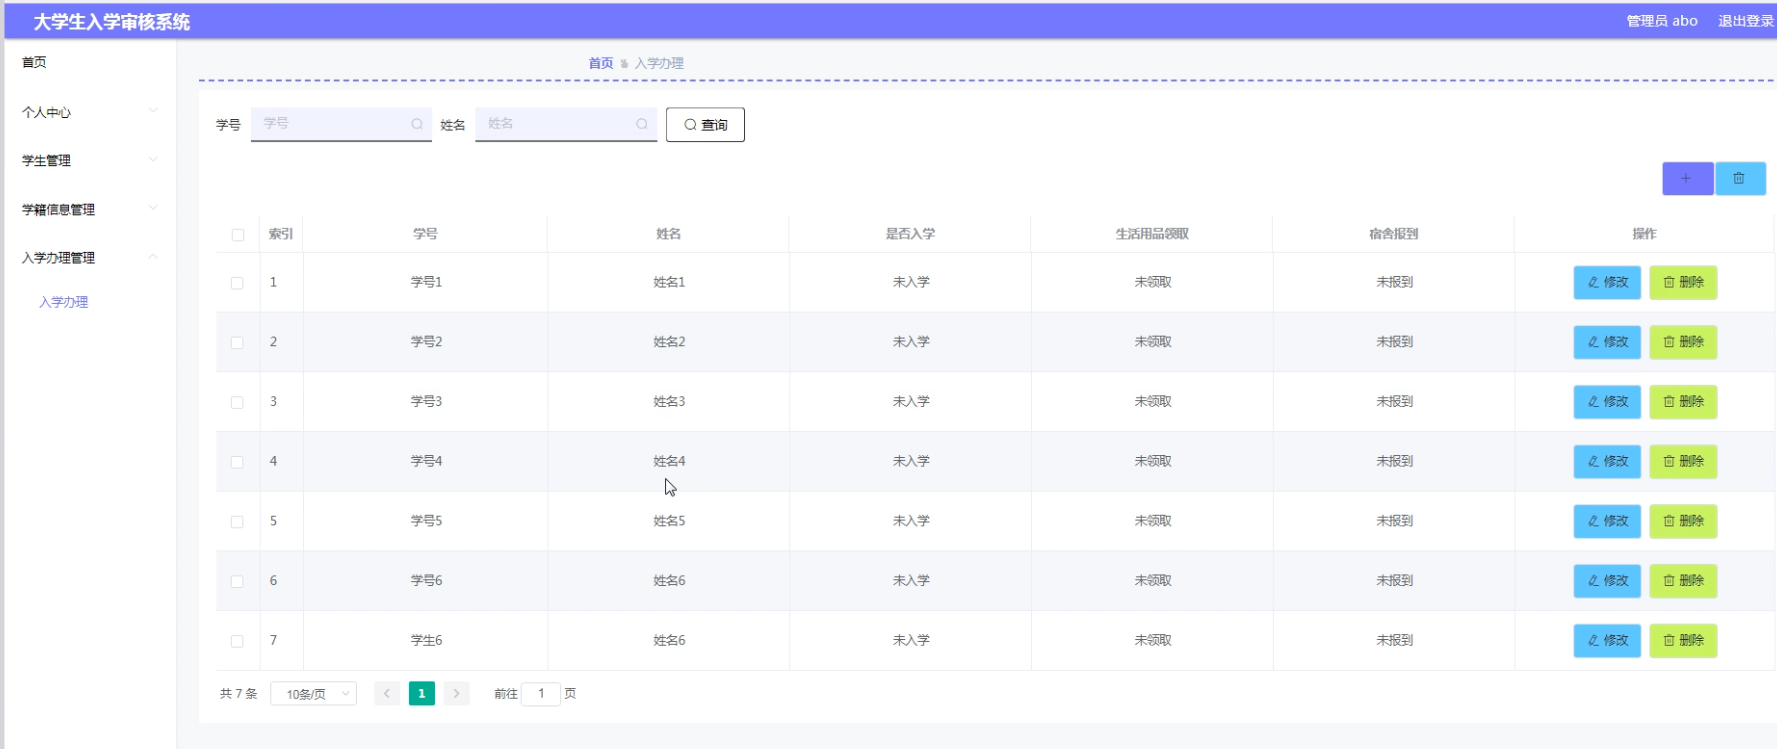 大学生入学审核系统 管理员 abo 退出登录
首页
个人中心
学生管理
学籍信息管理
入学办理管理
入学办理
首页 入学办理
学号 学号 姓名 姓名 查询
索引 学号 姓名 是否入学 生活用品领取 宿舍报到 操作
1 学号1 姓名1 未入学 未领取 未报到 修改 删除
2 学号2 姓名2 未入学 未领取 未报到 修改 删除
3 学号3 姓名3 未入学 未领取 未报到 修改 删除
4 学号4 姓名4 未入学 未领取 未报到 修改 删除
5 学号5 姓名5 未入学 未领取 未报到 修改 删除
6 学号6 姓名6 未入学 未领取 未报到 修改 删除
7 学生6 姓名6 未入学 未领取 未报到 修改 删除
共 7 条 10条/页 1 前往 1 页